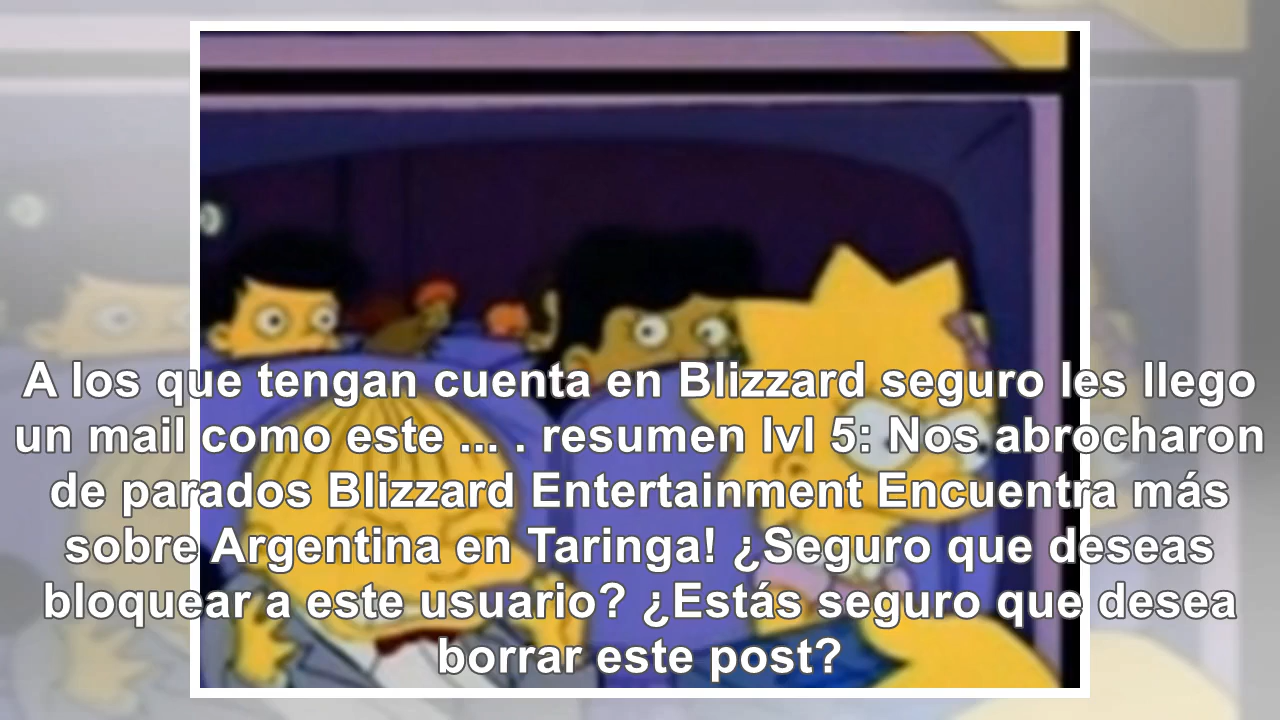 A los que tengan cuenta en Blizzard seguro les llego
un mail como este ... . resumen lvl 5: Nos abrocharon
de parados Blizzard Entertainment Encuentra más
sobre Argentina en Taringa! ¿Seguro que deseas
bloquear a este usuario? ¿Estás seguro que desea
borrar este post?